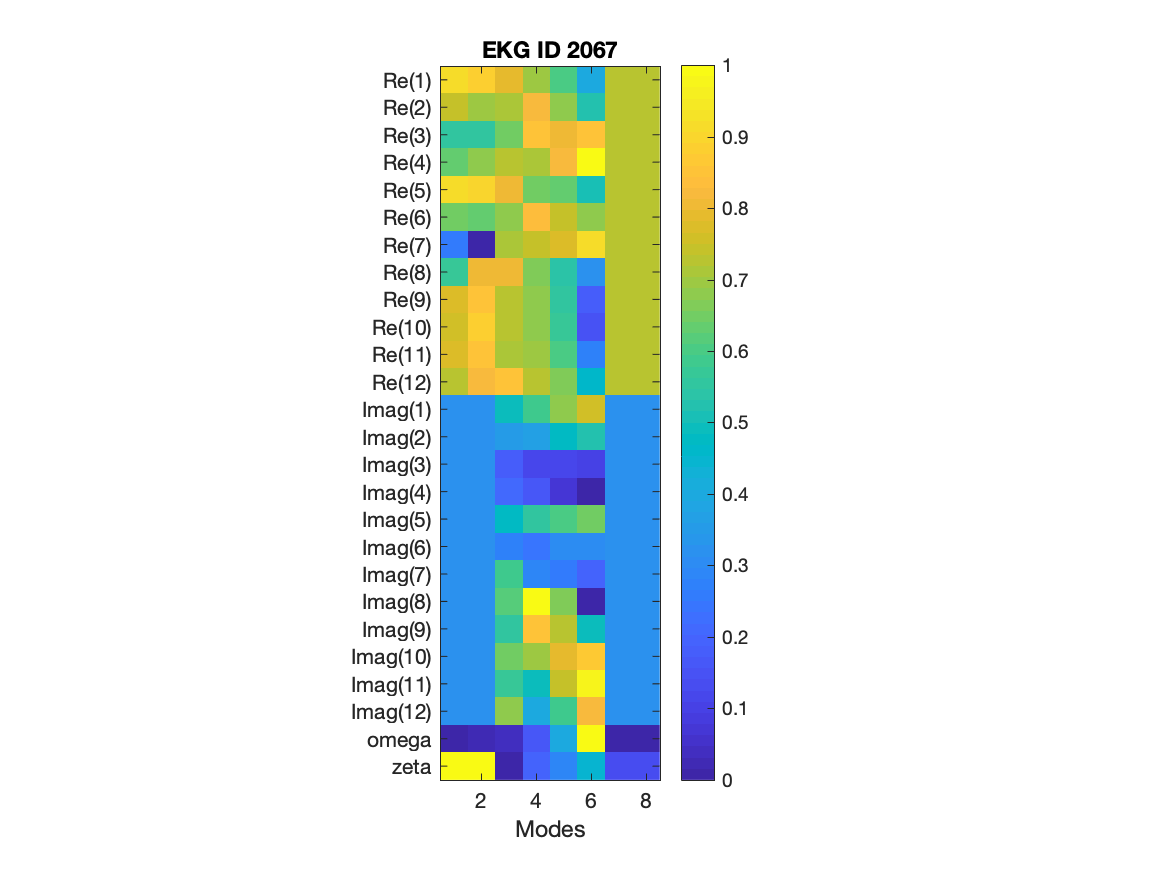 EKG ID 2067
Re(1)
Re(2)
Re(3)
Re(4)
Re(5)
Re(6)
Re(7)
Re(8)
Re(9)
Re(10)
Re(11)
Re(12)
Imag(1)
Imag(2)
Imag(3)
Imag(4)
Imag(5)
Imag(6)
Imag(7)
Imag(8)
Imag(9)
Imag(10)
Imag(11)
Imag(12)
omega
zeta
2 4 6 8
Modes
1
0.9
0.8
0.7
0.6
0.5
0.4
0.3
0.2
0.1
0